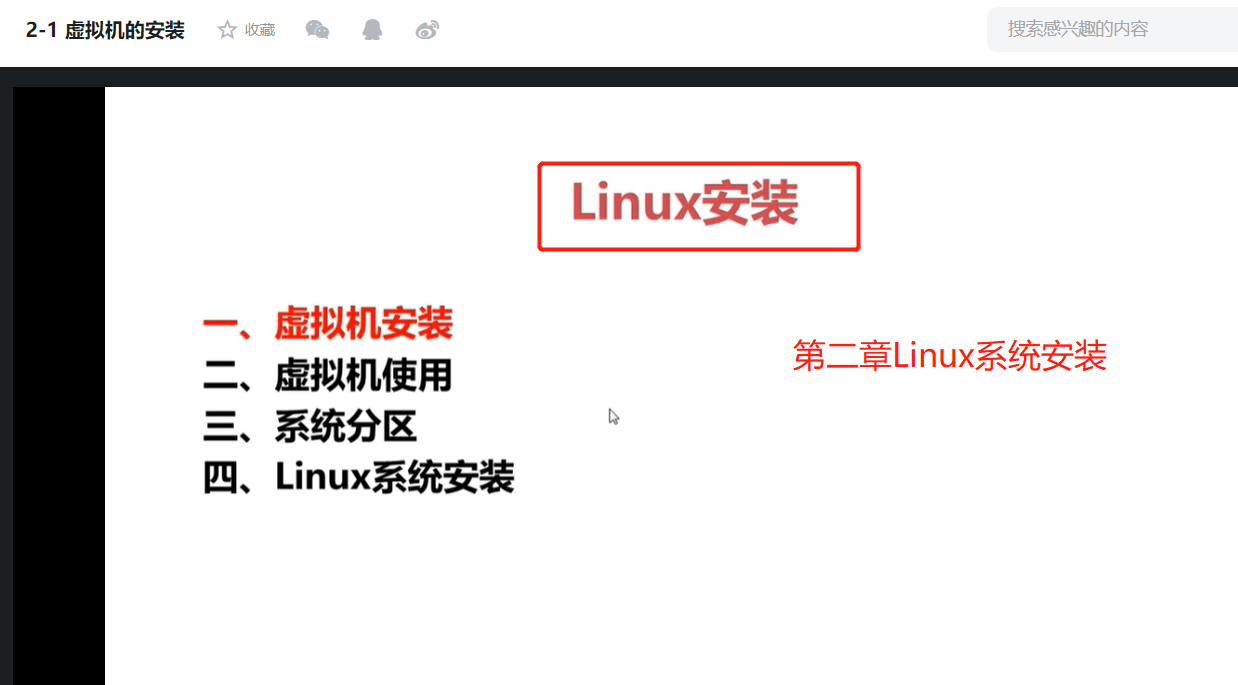 2-1 虚拟机的安装 收藏 搜索感兴趣的内容
Linux安装
一、虚拟机安装
二、虚拟机使用
三、系统分区
四、Linux系统安装
第二章Linux系统安装